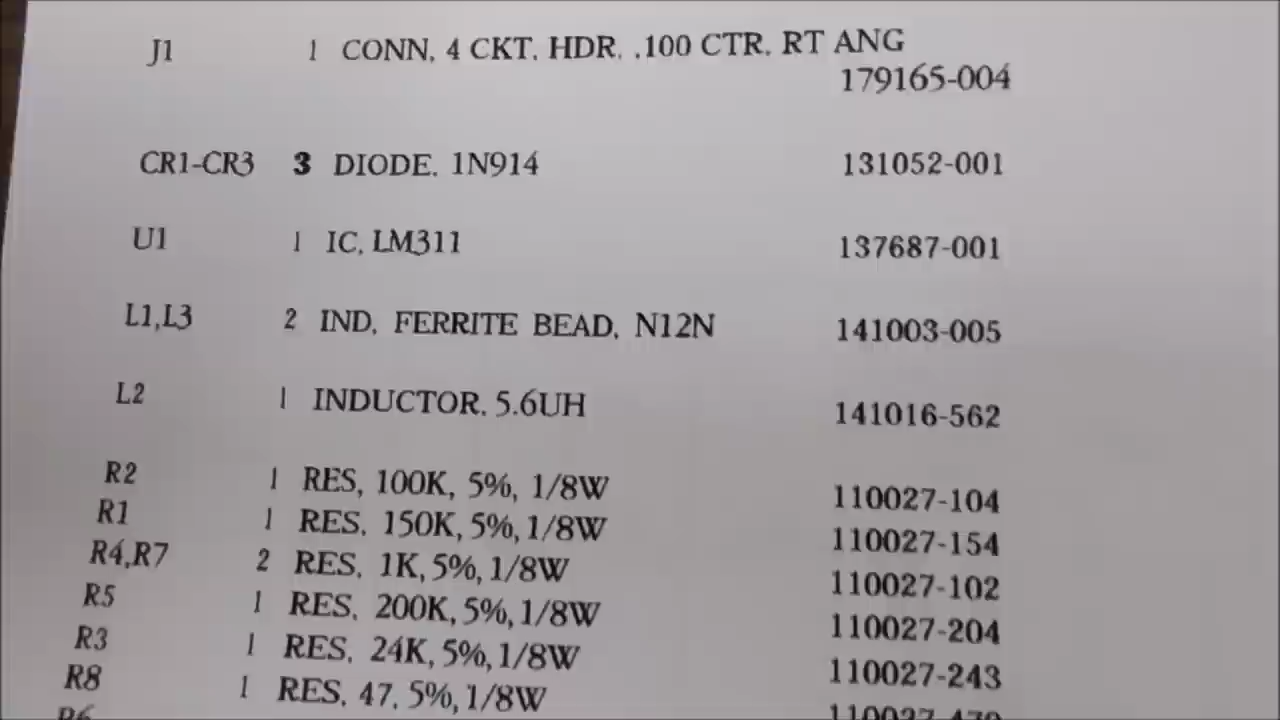 J1 1 CONN, 4 CKT, HDR, .100 CTR, RT ANG
179165-004
CR1-CR3 3 DIODE, 1N914 131052-001
U1 1 IC, LM311 137687-001
L1,L3 2 IND, FERRITE BEAD, N12N 141003-005
L2 1 INDUCTOR, 5.6UH 141016-562
R2 1 RES, 100K, 5%, 1/8W 110027-104
R1 1 RES, 150K, 5%, 1/8W 110027-154
R4,R7 2 RES, 1K, 5%, 1/8W 110027-102
R5 1 RES, 200K, 5%, 1/8W 110027-204
R3 1 RES, 24K, 5%, 1/8W 110027-243
R8 1 RES, 47, 5%, 1/8W 110027-470
R6